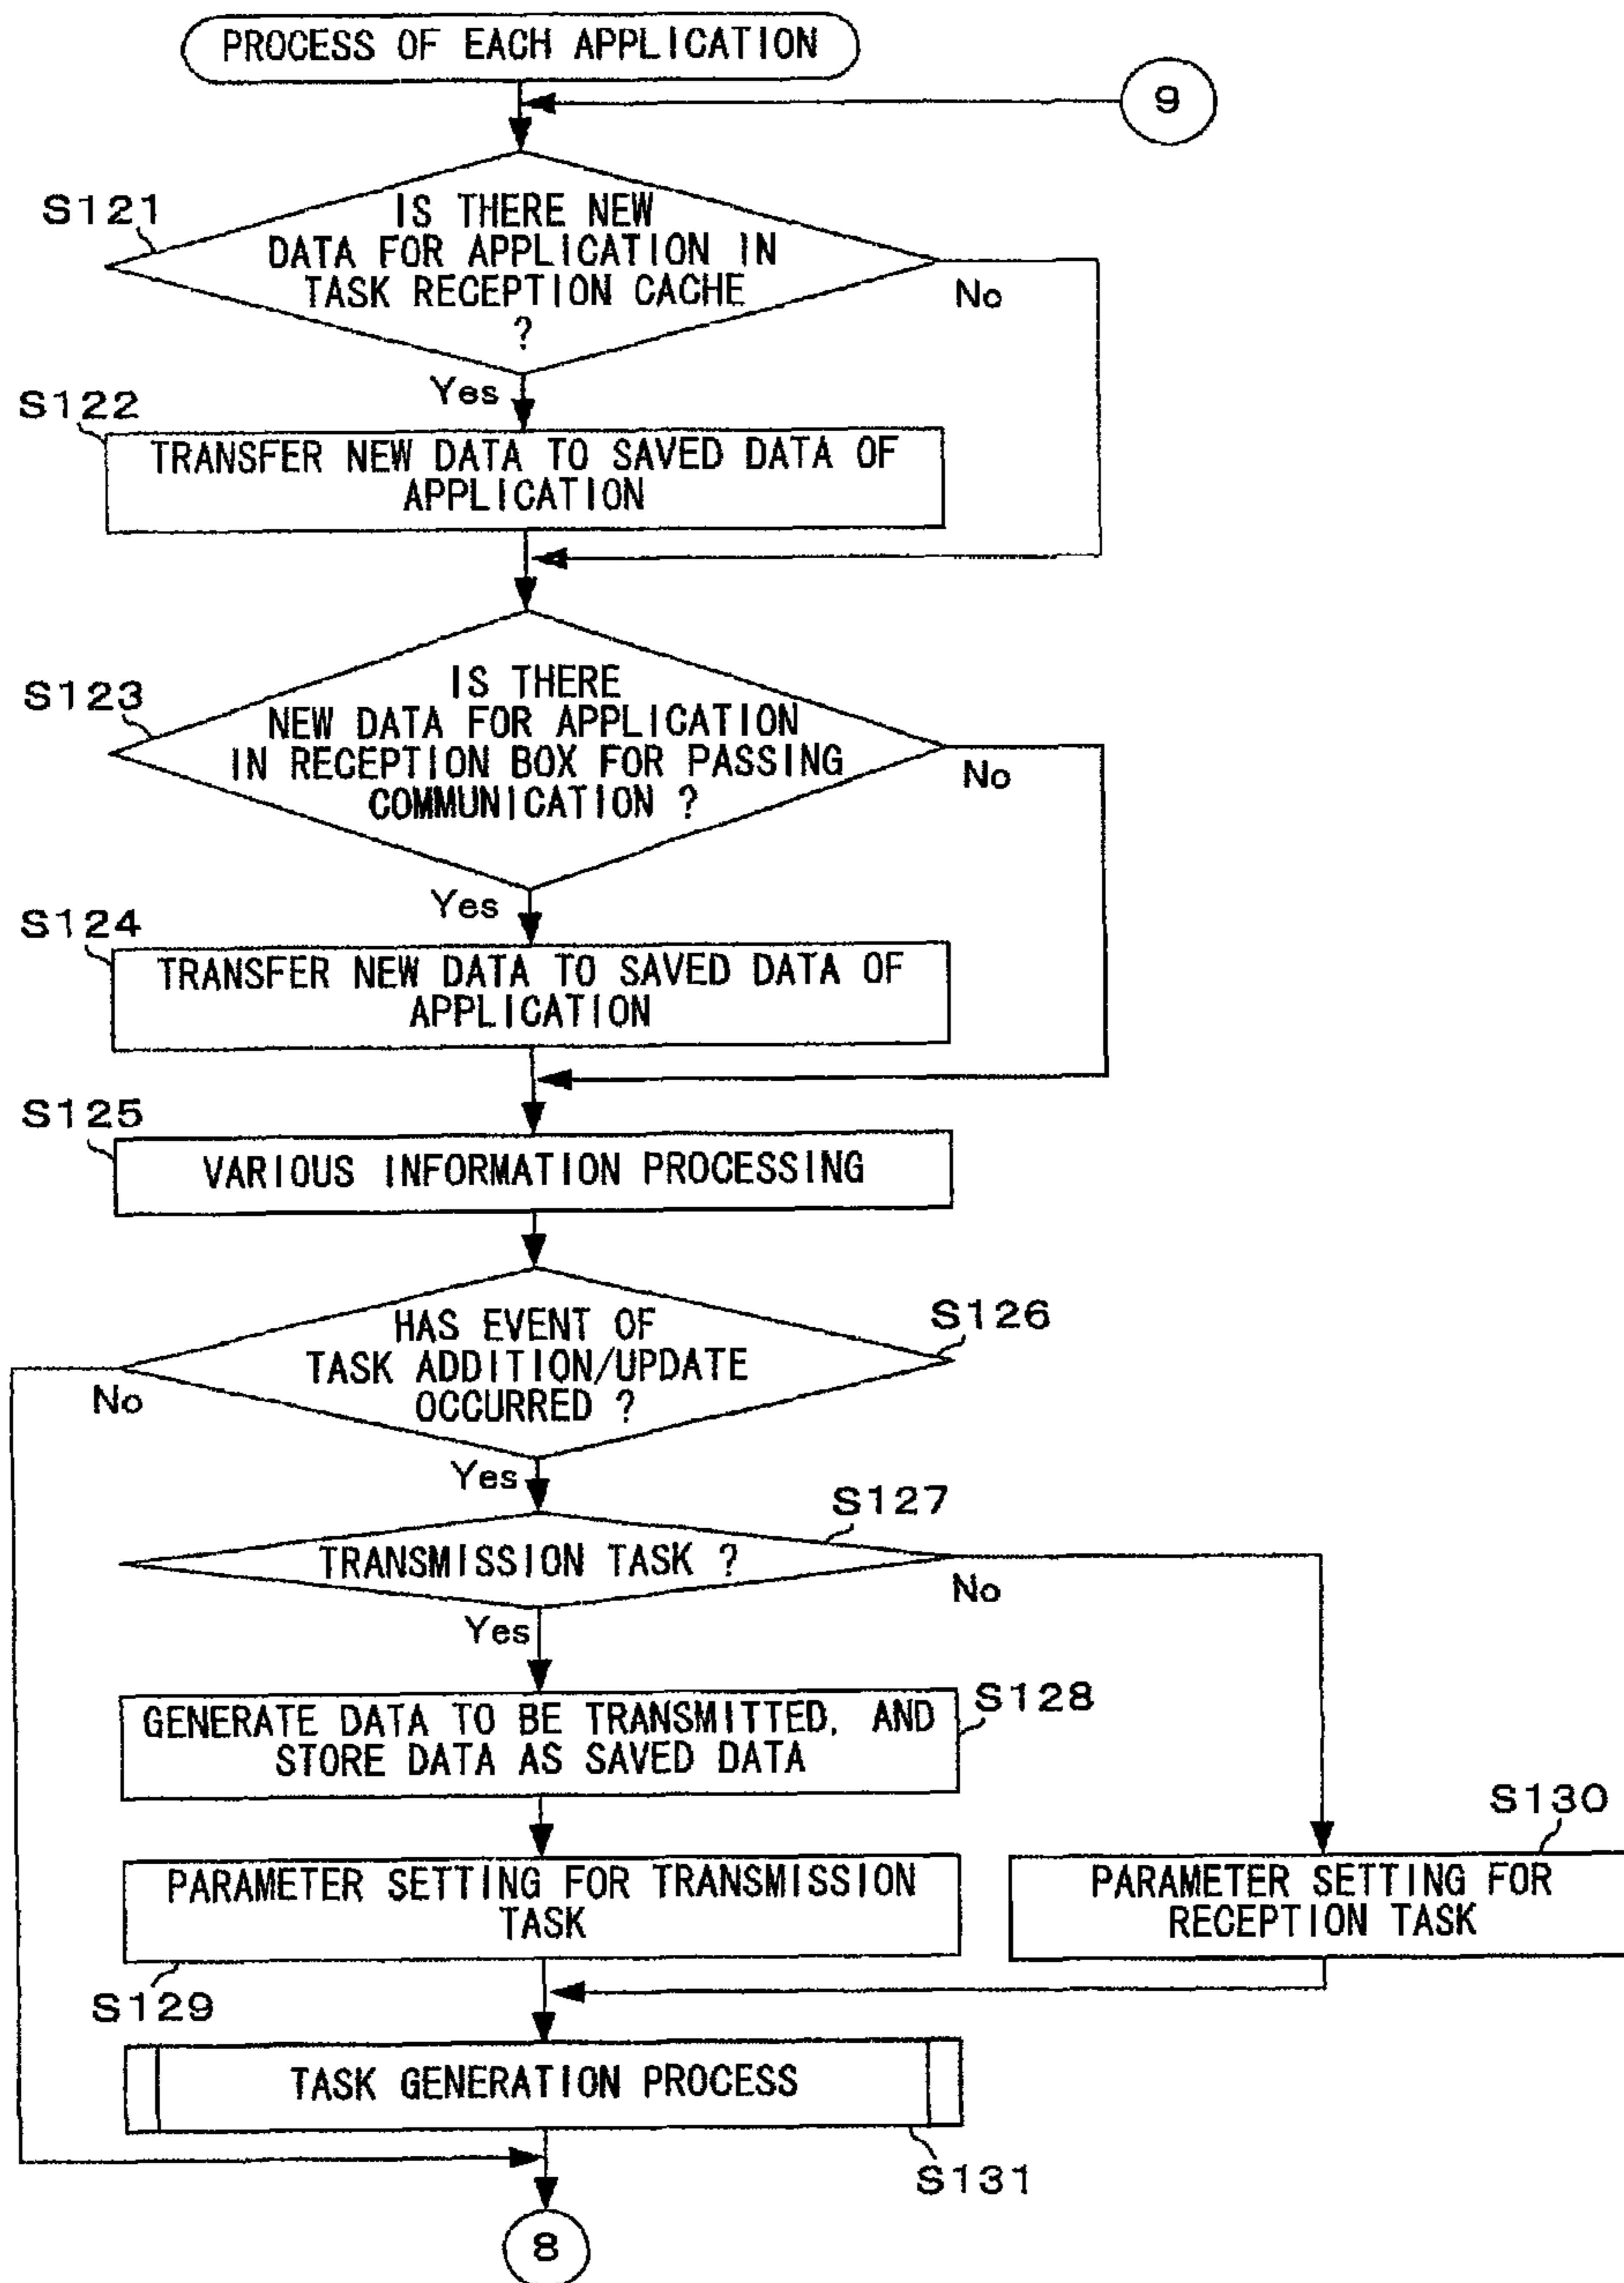 PROCESS OF EACH APPLICATION
9
S121
IS THERE NEW
DATA FOR APPLICATION IN
TASK RECEPTION CACHE
?
No
Yes
S122
TRANSFER NEW DATA TO SAVED DATA OF
APPLICATION
S123
IS THERE
NEW DATA FOR APPLICATION
IN RECEPTION BOX FOR PASSING
COMMUNICATION ?
No
Yes
S124
TRANSFER NEW DATA TO SAVED DATA OF
APPLICATION
S125
VARIOUS INFORMATION PROCESSING
S126
HAS EVENT OF
TASK ADDITION/UPDATE
OCCURRED ?
No
Yes
S127
TRANSMISSION TASK ?
No
Yes
S128
GENERATE DATA TO BE TRANSMITTED, AND
STORE DATA AS SAVED DATA
S130
PARAMETER SETTING FOR TRANSMISSION
TASK
PARAMETER SETTING FOR
RECEPTION TASK
S129
TASK GENERATION PROCESS
S131
8